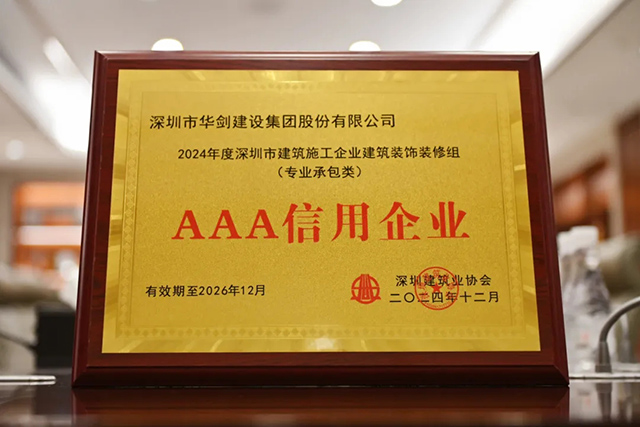 深圳市华剑建设集团股份有限公司
2024年度深圳市建筑施工企业建筑装饰装修组
（专业承包类）
AAA信用企业
有效期至2026年12月
深圳建筑业协会
二〇二四年十二月